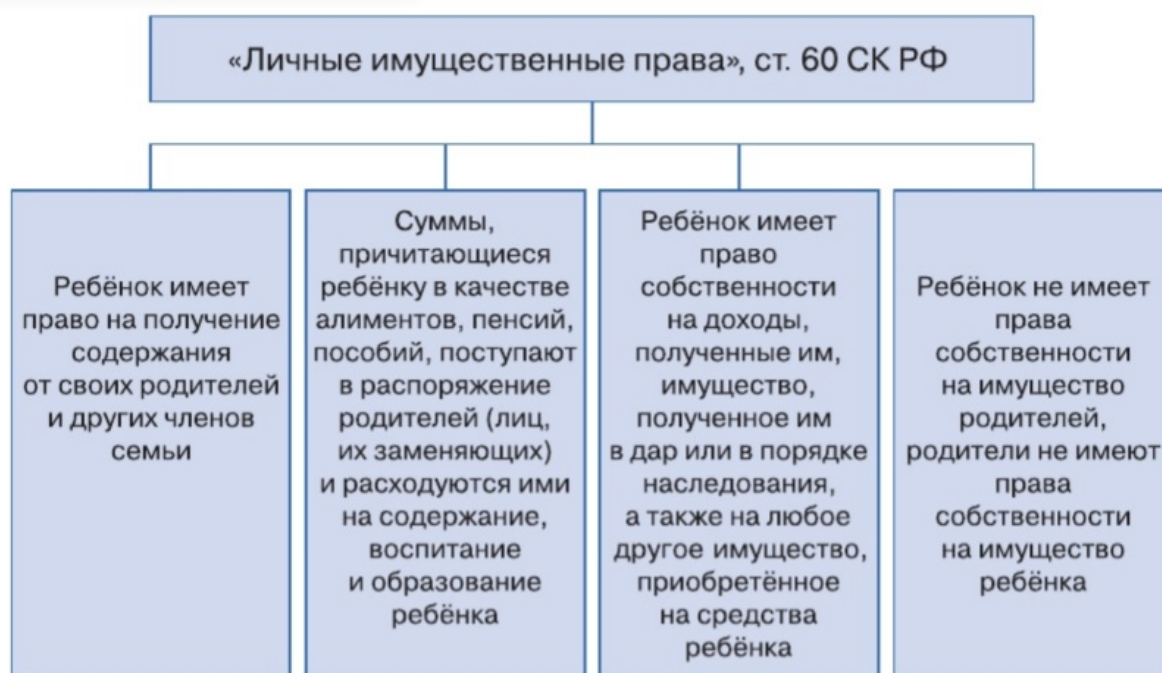 «Личные имущественные права», ст. 60 СК РФ
Ребёнок имеет
право на получение
содержания
от своих родителей
и других членов
семьи
Суммы,
причитающиеся
ребёнку в качестве
алиментов, пенсий,
пособий, поступают
в распоряжение
родителей (лиц,
их заменяющих)
и расходуются ими
на содержание,
воспитание
и образование
ребёнка
Ребёнок имеет
право
собственности
на доходы,
полученные им,
имущество,
полученное им
в дар или в порядке
наследования,
а также на любое
другое имущество,
приобретённое
на средства
ребёнка
Ребёнок не имеет
права
собственности
на имущество
родителей,
родители не имеют
права
собственности
на имущество
ребёнка